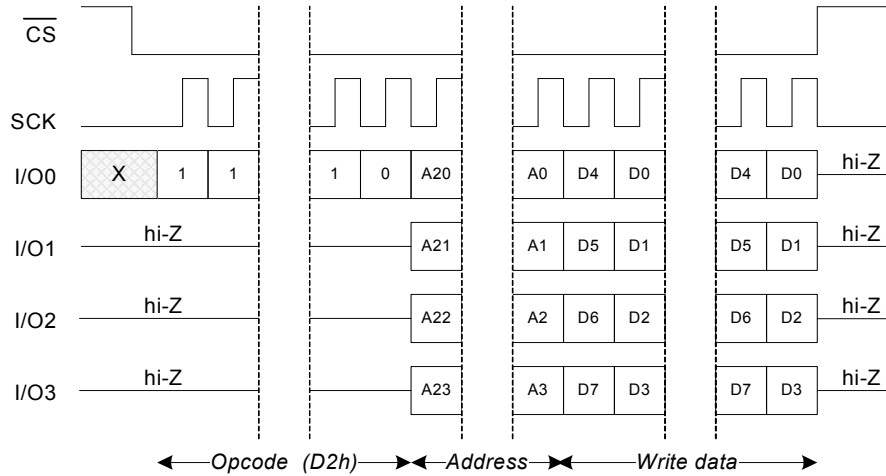 CS
SCK
I/O0 X 1 1 1 0 A20 A0 D4 D0 D4 D0 hi-Z
I/O1 hi-Z A21 A1 D5 D1 D5 D1 hi-Z
I/O2 hi-Z A22 A2 D6 D2 D6 D2 hi-Z
I/O3 hi-Z A23 A3 D7 D3 D7 D3 hi-Z
Opcode (D2h) Address Write data